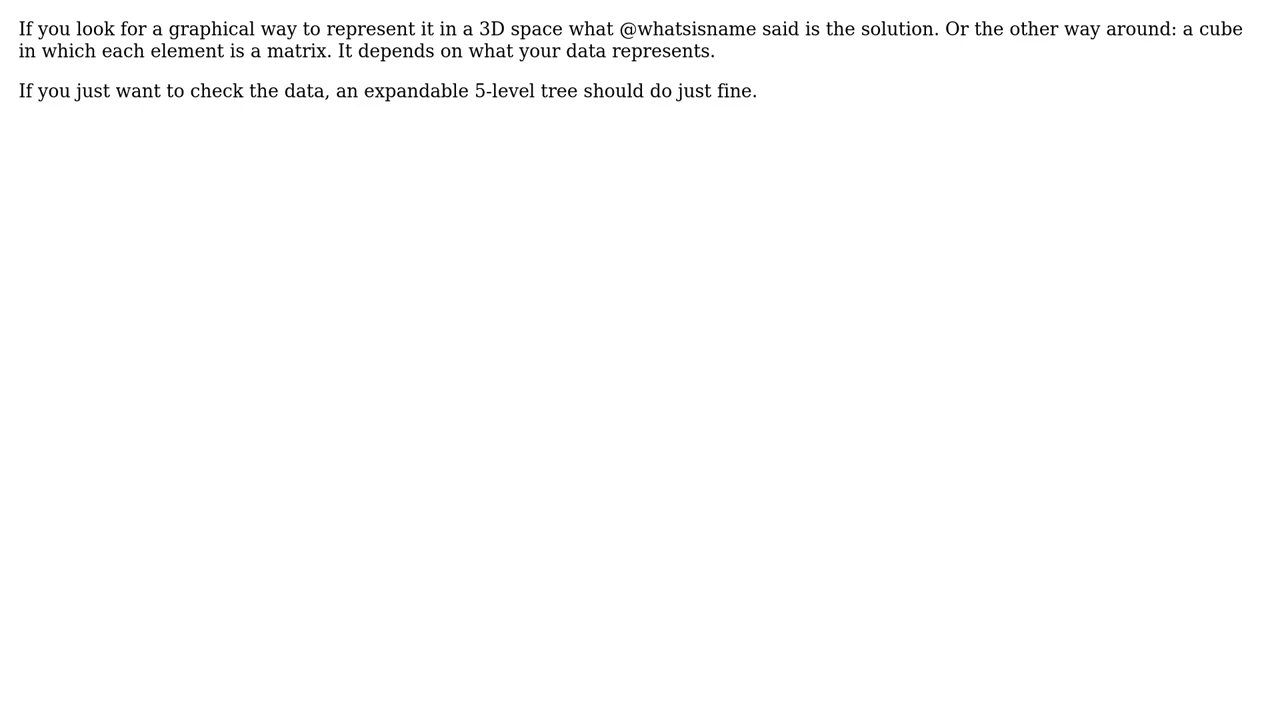 If you look for a graphical way to represent it in a 3D space what @whatsisname said is the solution. Or the other way around: a cube
in which each element is a matrix. It depends on what your data represents.
If you just want to check the data, an expandable 5-level tree should do just fine.